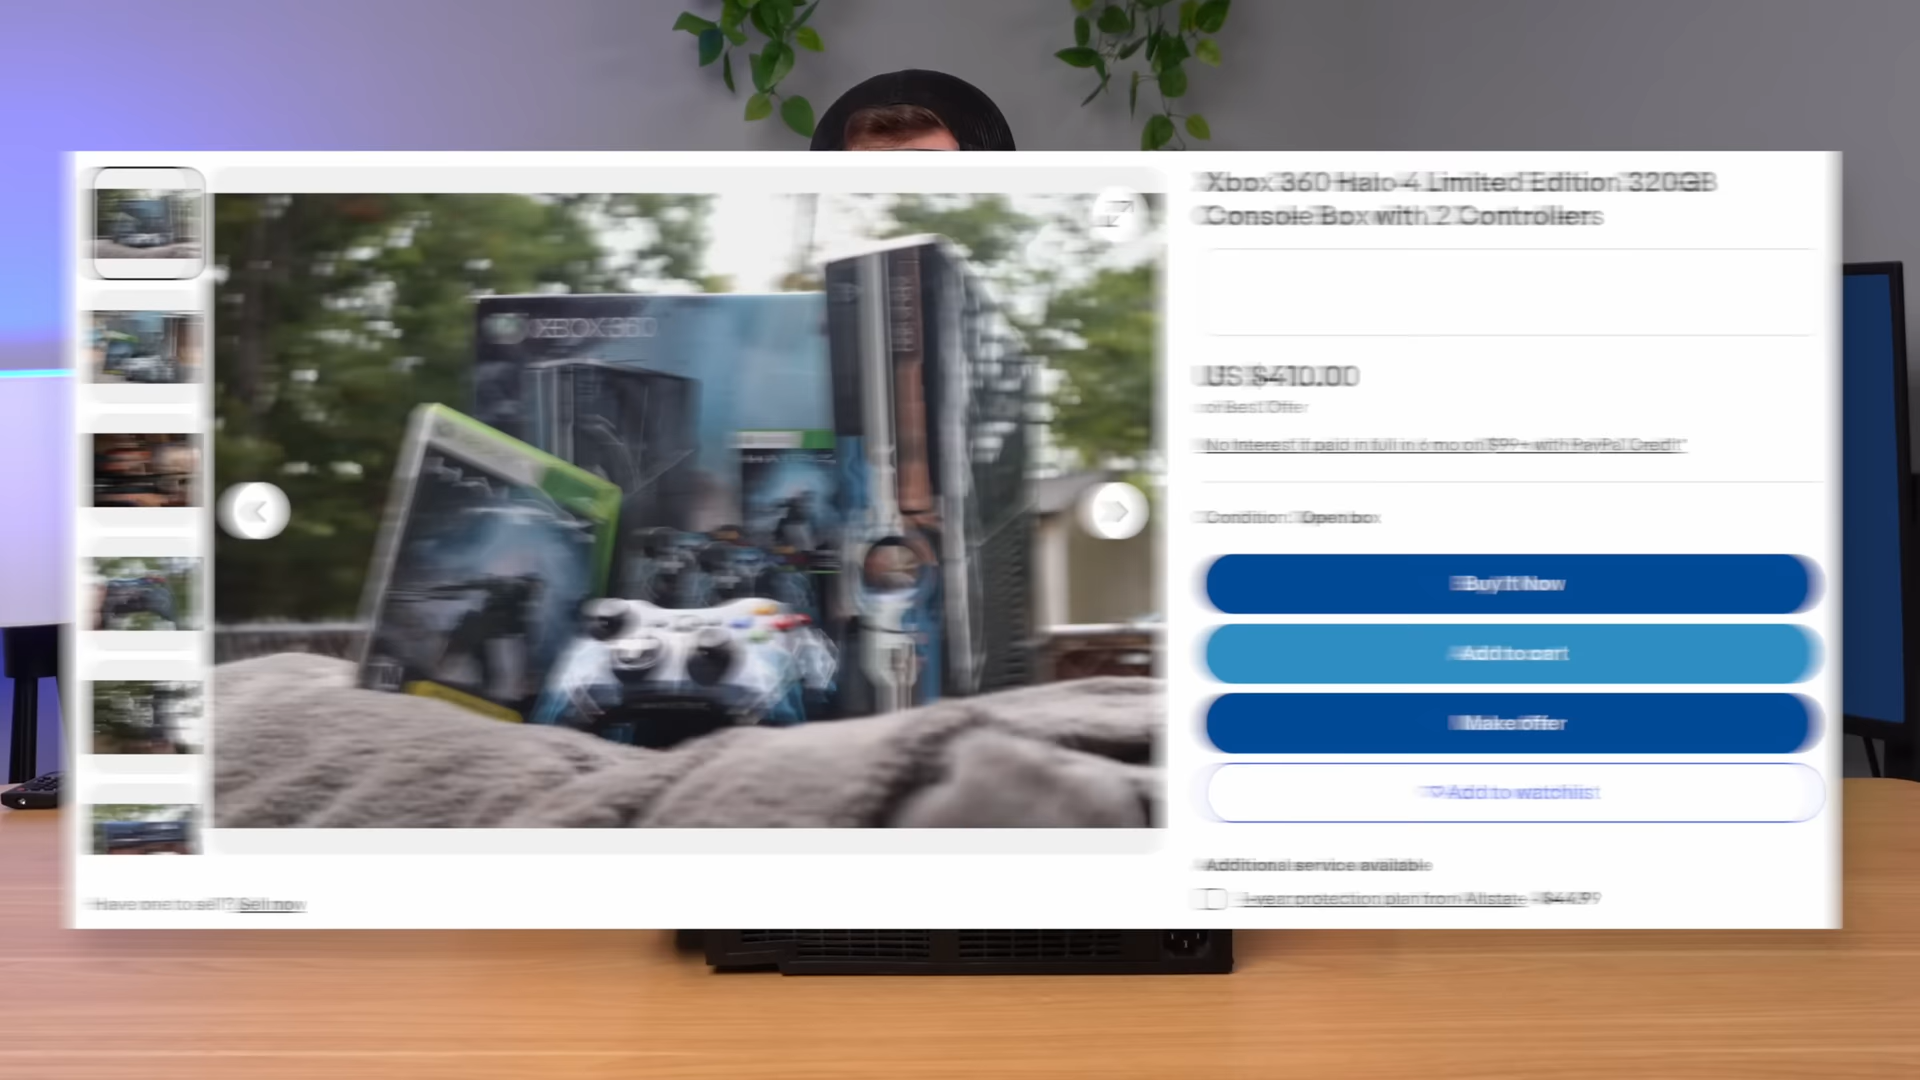 Xbox 360 Halo 4 Limited Edition 320GB
Console Box with 2 Controllers
XBOX 360
US $410.00
or Best Offer
No Interest if paid in full in 6 mo on $99+ with PayPal Credit*
Condition: Open box
Buy It Now
Add to cart
Make offer
Add to watchlist
Additional service available
1-year protection plan from Allstate - $44.99
Have one to sell? Sell now